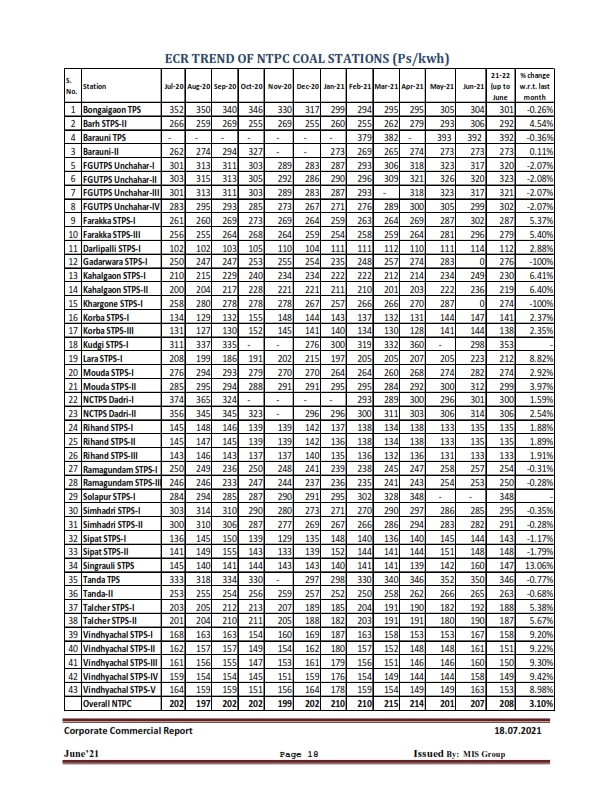 ECR TREND OF NTPC COAL STATIONS (Ps/kwh)
S. No. Station Jul-20 Aug-20 Sep-20 Oct-20 Nov-20 Dec-20 Jan-21 Feb-21 Mar-21 Apr-21 May-21 Jun-21 21-22 (up to June % change w.r.t. last month
1 Bongaigaon TPS 352 350 340 346 330 317 299 294 295 295 305 304 301 -0.26%
2 Barh STPS-II 266 259 269 255 269 255 260 255 262 279 293 306 292 4.54%
4 Barauni TPS - - - - - - - 379 382 - 393 392 392 -0.36%
3 Barauni-II 262 274 294 327 - - 273 269 265 274 273 273 273 0.11%
5 FGUTPS Unchahar-I 301 313 311 303 289 283 287 293 306 318 323 317 320 -2.07%
6 FGUTPS Unchahar-II 303 315 313 305 292 286 290 296 309 321 326 320 323 -2.08%
7 FGUTPS Unchahar-III 301 313 311 303 289 283 287 293 - 318 323 317 321 -2.07%
8 FGUTPS Unchahar-IV 283 295 293 285 273 267 271 276 289 300 305 299 302 -2.07%
9 Farakka STPS-I 261 260 269 273 269 264 259 263 264 269 287 302 287 5.37%
10 Farakka STPS-III 256 255 264 268 264 259 254 258 259 264 281 296 279 5.40%
11 Darlipalli STPS-I 102 102 103 105 110 104 111 111 112 110 111 114 112 2.88%
12 Gadarwara STPS-I 250 247 247 253 255 254 235 248 257 274 283 0 276 -100%
13 Kahalgaon STPS-I 210 215 229 240 234 234 222 222 212 214 234 249 230 6.41%
14 Kahalgaon STPS-II 200 204 217 228 221 221 211 210 201 203 222 236 219 6.40%
15 Khargone STPS-I 258 280 278 278 278 267 257 266 266 270 287 0 274 -100%
16 Korba STPS-I 134 129 132 155 148 144 143 137 132 131 144 147 141 2.37%
17 Korba STPS-III 131 127 130 152 145 141 140 134 130 128 141 144 138 2.35%
18 Kudgi STPS-I 311 337 335 - - 276 300 319 332 360 - 298 353 -
19 Lara STPS-I 208 199 186 191 202 215 197 205 205 207 205 223 212 8.82%
20 Mouda STPS-I 276 294 293 279 270 270 264 264 260 268 274 282 274 2.92%
21 Mouda STPS-II 285 295 294 288 291 291 295 295 284 292 300 312 299 3.97%
22 NCTPS Dadri-I 374 365 324 - - - - 293 289 300 296 301 300 1.59%
23 NCTPS Dadri-II 356 345 345 323 - 296 296 300 311 303 306 314 306 2.54%
24 Rihand STPS-I 145 148 146 139 139 142 137 138 134 138 133 135 135 1.88%
25 Rihand STPS-II 145 147 145 139 139 142 136 138 134 138 133 135 135 1.89%
26 Rihand STPS-III 143 146 143 137 137 140 135 136 132 136 131 133 133 1.91%
27 Ramagundam STPS-I 250 249 236 250 248 241 239 238 245 247 258 257 254 -0.31%
28 Ramagundam STPS-III 246 246 233 247 244 237 236 235 241 243 254 253 250 -0.28%
29 Solapur STPS-I 284 294 285 287 290 291 295 302 328 348 - - 348 -
30 Simhadri STPS-I 303 314 310 290 280 273 271 270 290 297 286 285 295 -0.35%
31 Simhadri STPS-II 300 310 306 287 277 269 267 266 286 294 283 282 291 -0.28%
32 Sipat STPS-I 136 145 150 139 129 135 148 140 136 140 145 144 143 -1.17%
33 Sipat STPS-II 141 149 155 143 133 139 152 144 141 144 151 148 148 -1.79%
34 Singrauli STPS 145 140 141 144 143 143 140 141 141 139 142 160 147 13.06%
35 Tanda TPS 333 318 334 330 - 297 298 330 340 346 352 350 346 -0.77%
36 Tanda-II 253 255 254 256 259 257 252 250 258 262 266 265 263 -0.68%
37 Talcher STPS-I 203 205 212 213 207 189 185 204 191 190 182 192 188 5.38%
38 Talcher STPS-II 201 204 210 211 205 188 182 203 191 191 180 190 187 5.67%
39 Vindhyachal STPS-I 168 163 163 154 160 169 187 163 158 153 153 167 158 9.20%
40 Vindhyachal STPS-II 162 157 157 149 154 162 180 157 152 148 148 161 151 9.22%
41 Vindhyachal STPS-III 161 156 155 147 153 161 179 156 151 146 146 160 150 9.30%
42 Vindhyachal STPS-IV 159 154 154 145 151 159 176 154 149 144 144 158 149 9.42%
43 Vindhyachal STPS-V 164 159 159 151 156 164 178 159 154 149 149 163 153 8.98%
Overall NTPC 202 197 202 202 199 202 210 210 215 214 201 207 208 3.10%
Corporate Commercial Report 18.07.2021
June'21 Page 18 Issued By: MIS Group